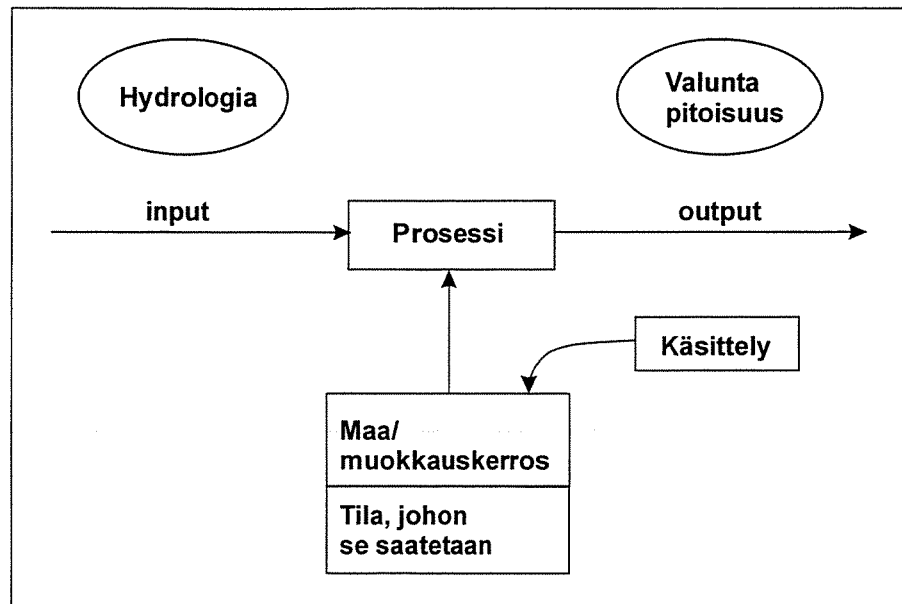 Hydrologia
Valunta
pitoisuus
input
output
Prosessi
Käsittely
Maa/
muokkauskerros
Tila, johon
se saatetaan